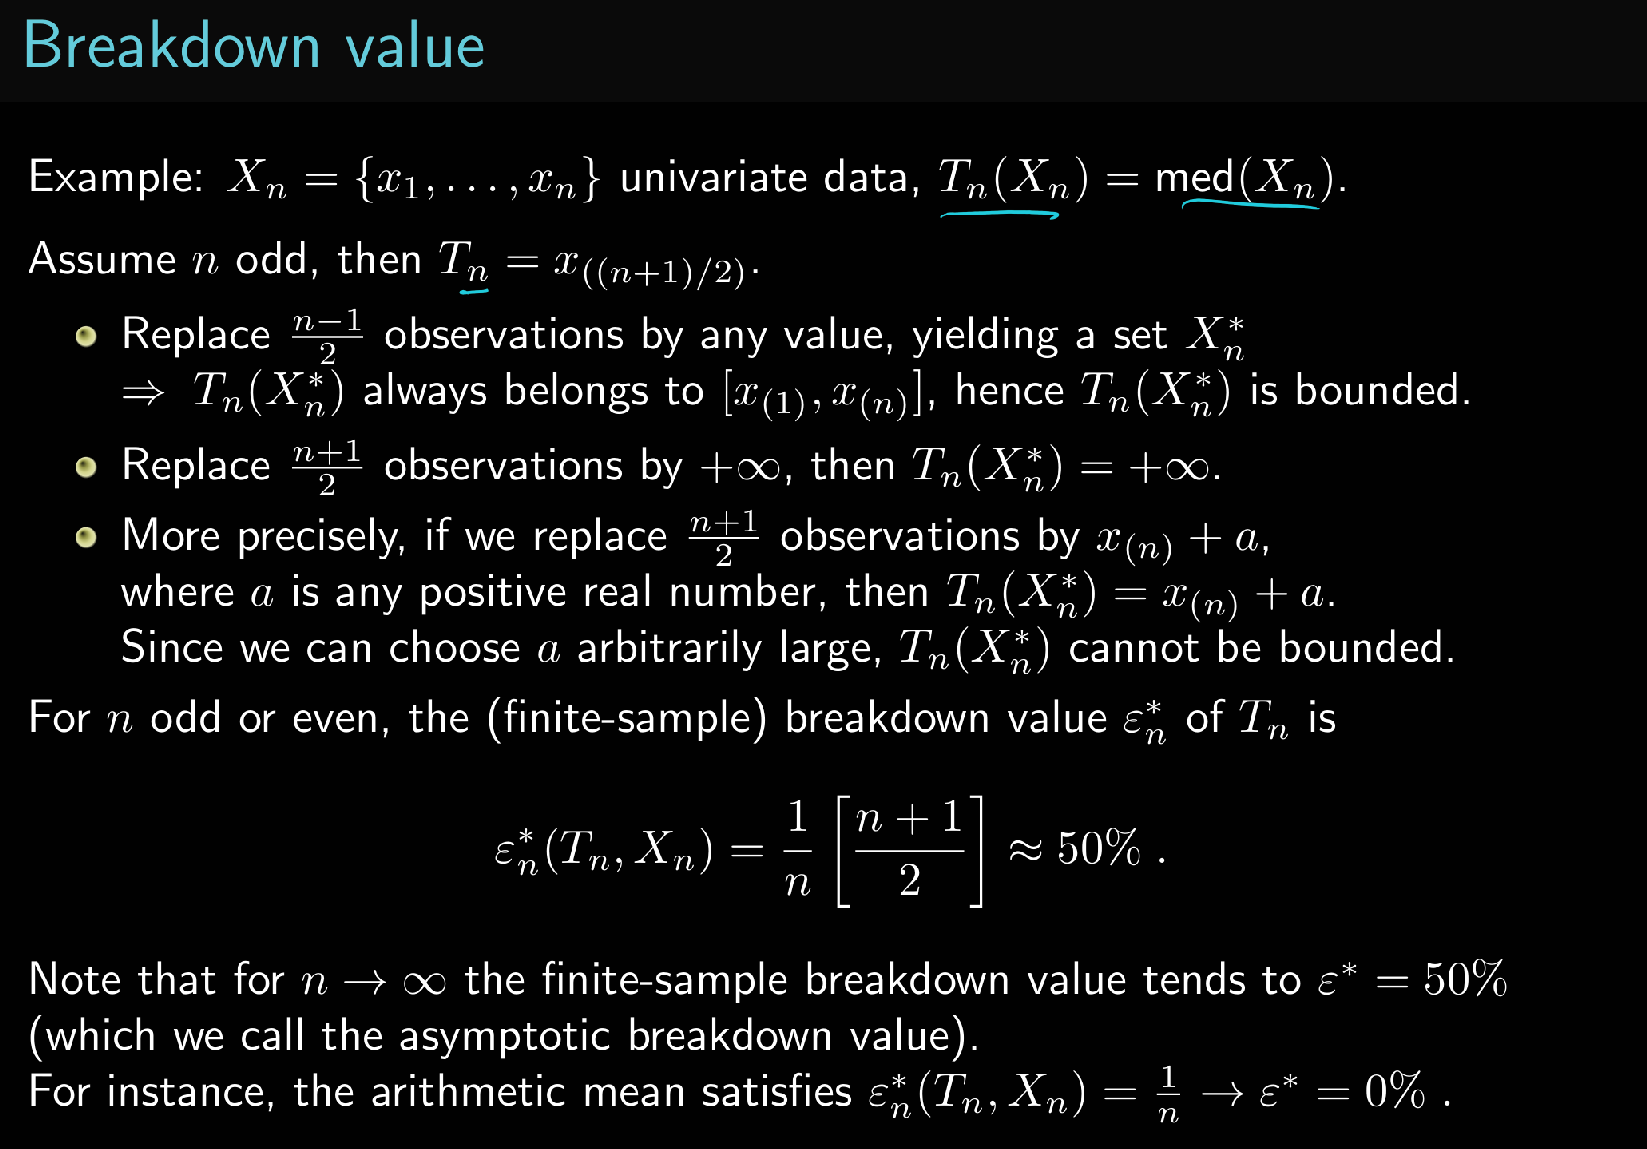 Breakdown value
Example: $X_n = \{x_1, \ldots, x_n\}$ univariate data, $T_n(X_n) = \text{med}(X_n)$.
Assume $n$ odd, then $T_n = x_{((n+1)/2)}$.
• Replace $\frac{n-1}{2}$ observations by any value, yielding a set $X_n^*$
$\Rightarrow$ $T_n(X_n^*)$ always belongs to $[x_{(1)}, x_{(n)}]$, hence $T_n(X_n^*)$ is bounded.
• Replace $\frac{n+1}{2}$ observations by $+\infty$, then $T_n(X_n^*) = +\infty$.
• More precisely, if we replace $\frac{n+1}{2}$ observations by $x_{(n)} + a$,
where $a$ is any positive real number, then $T_n(X_n^*) = x_{(n)} + a$.
Since we can choose $a$ arbitrarily large, $T_n(X_n^*)$ cannot be bounded.
For $n$ odd or even, the (finite-sample) breakdown value $\varepsilon_n^*$ of $T_n$ is
$\varepsilon_n^*(T_n, X_n) = \frac{1}{n} \left[ \frac{n+1}{2} \right] \approx 50\%$ .
Note that for $n \to \infty$ the finite-sample breakdown value tends to $\varepsilon^* = 50\%$
(which we call the asymptotic breakdown value).
For instance, the arithmetic mean satisfies $\varepsilon_n^*(T_n, X_n) = \frac{1}{n} \to \varepsilon^* = 0\%$ .